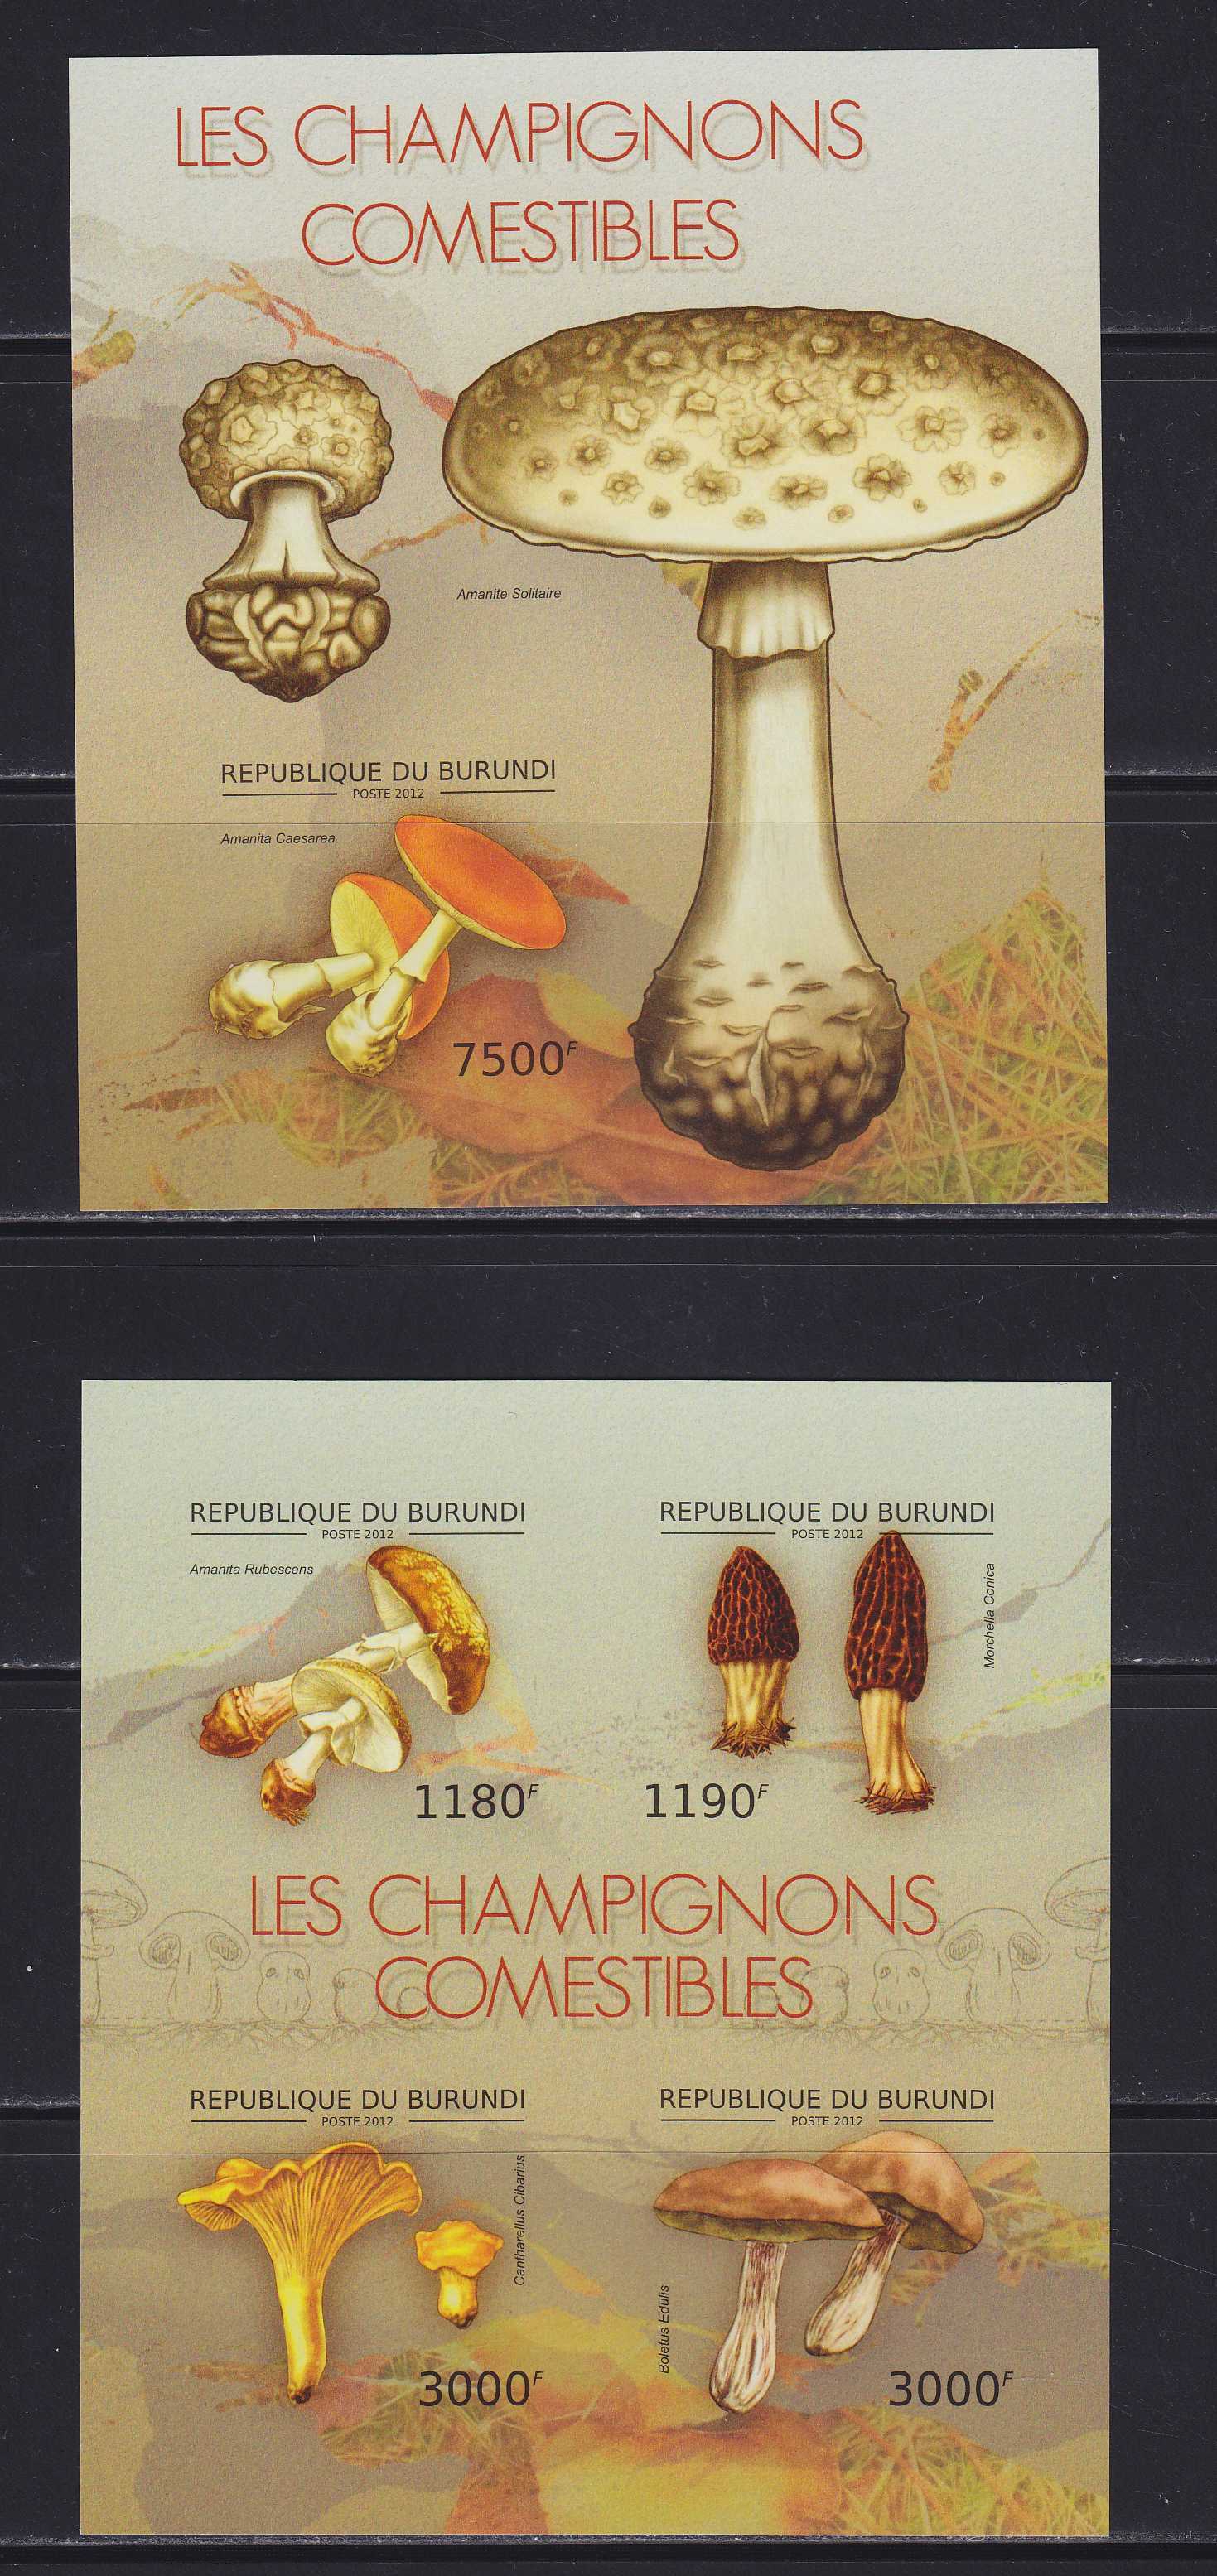 LES CHAMPIGNONS
COMESTIBLES
Amanite Solitaire
REPUBLIQUE DU BURUNDI
POSTE 2012
Amanita Caesarea
7500F
REPUBLIQUE DU BURUNDI
POSTE 2012
Amanita Rubescens
1180F
REPUBLIQUE DU BURUNDI
POSTE 2012
Morchella Conica
1190F
LES CHAMPIGNONS
COMESTIBLES
REPUBLIQUE DU BURUNDI
POSTE 2012
Cantharellus Cibarius
3000F
REPUBLIQUE DU BURUNDI
POSTE 2012
Boletus Edulis
3000F